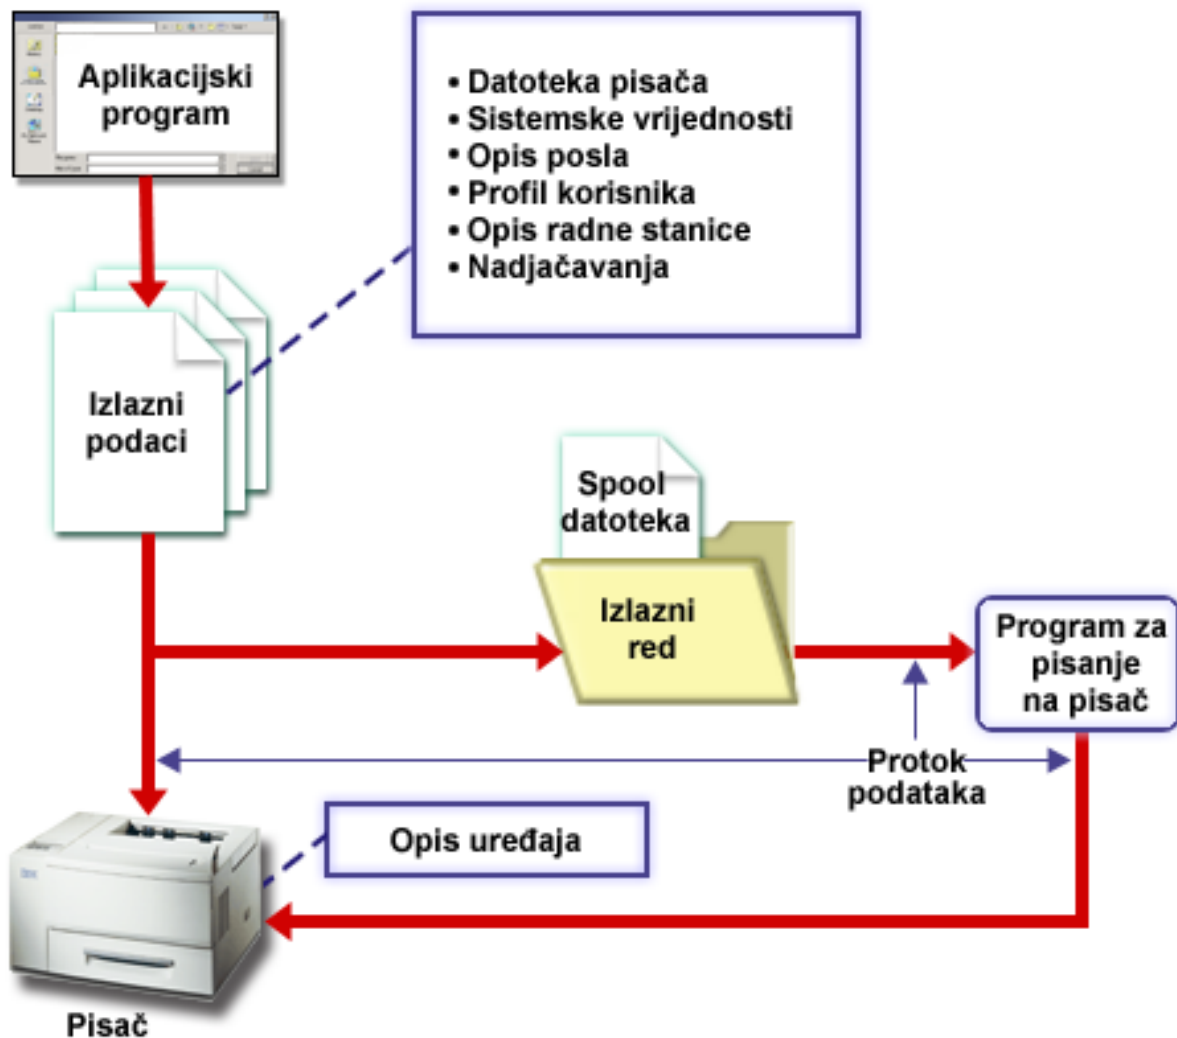 Aplikacijski
program
• Datoteka pisača
• Sistemske vrijednosti
• Opis posla
• Profil korisnika
• Opis radne stanice
• Nadjačavanja
Izlazni
podaci
Spool
datoteka
Izlazni
red
Program za
pisanje
na pisač
Protok
podataka
Opis uređaja
IBM
Pisač